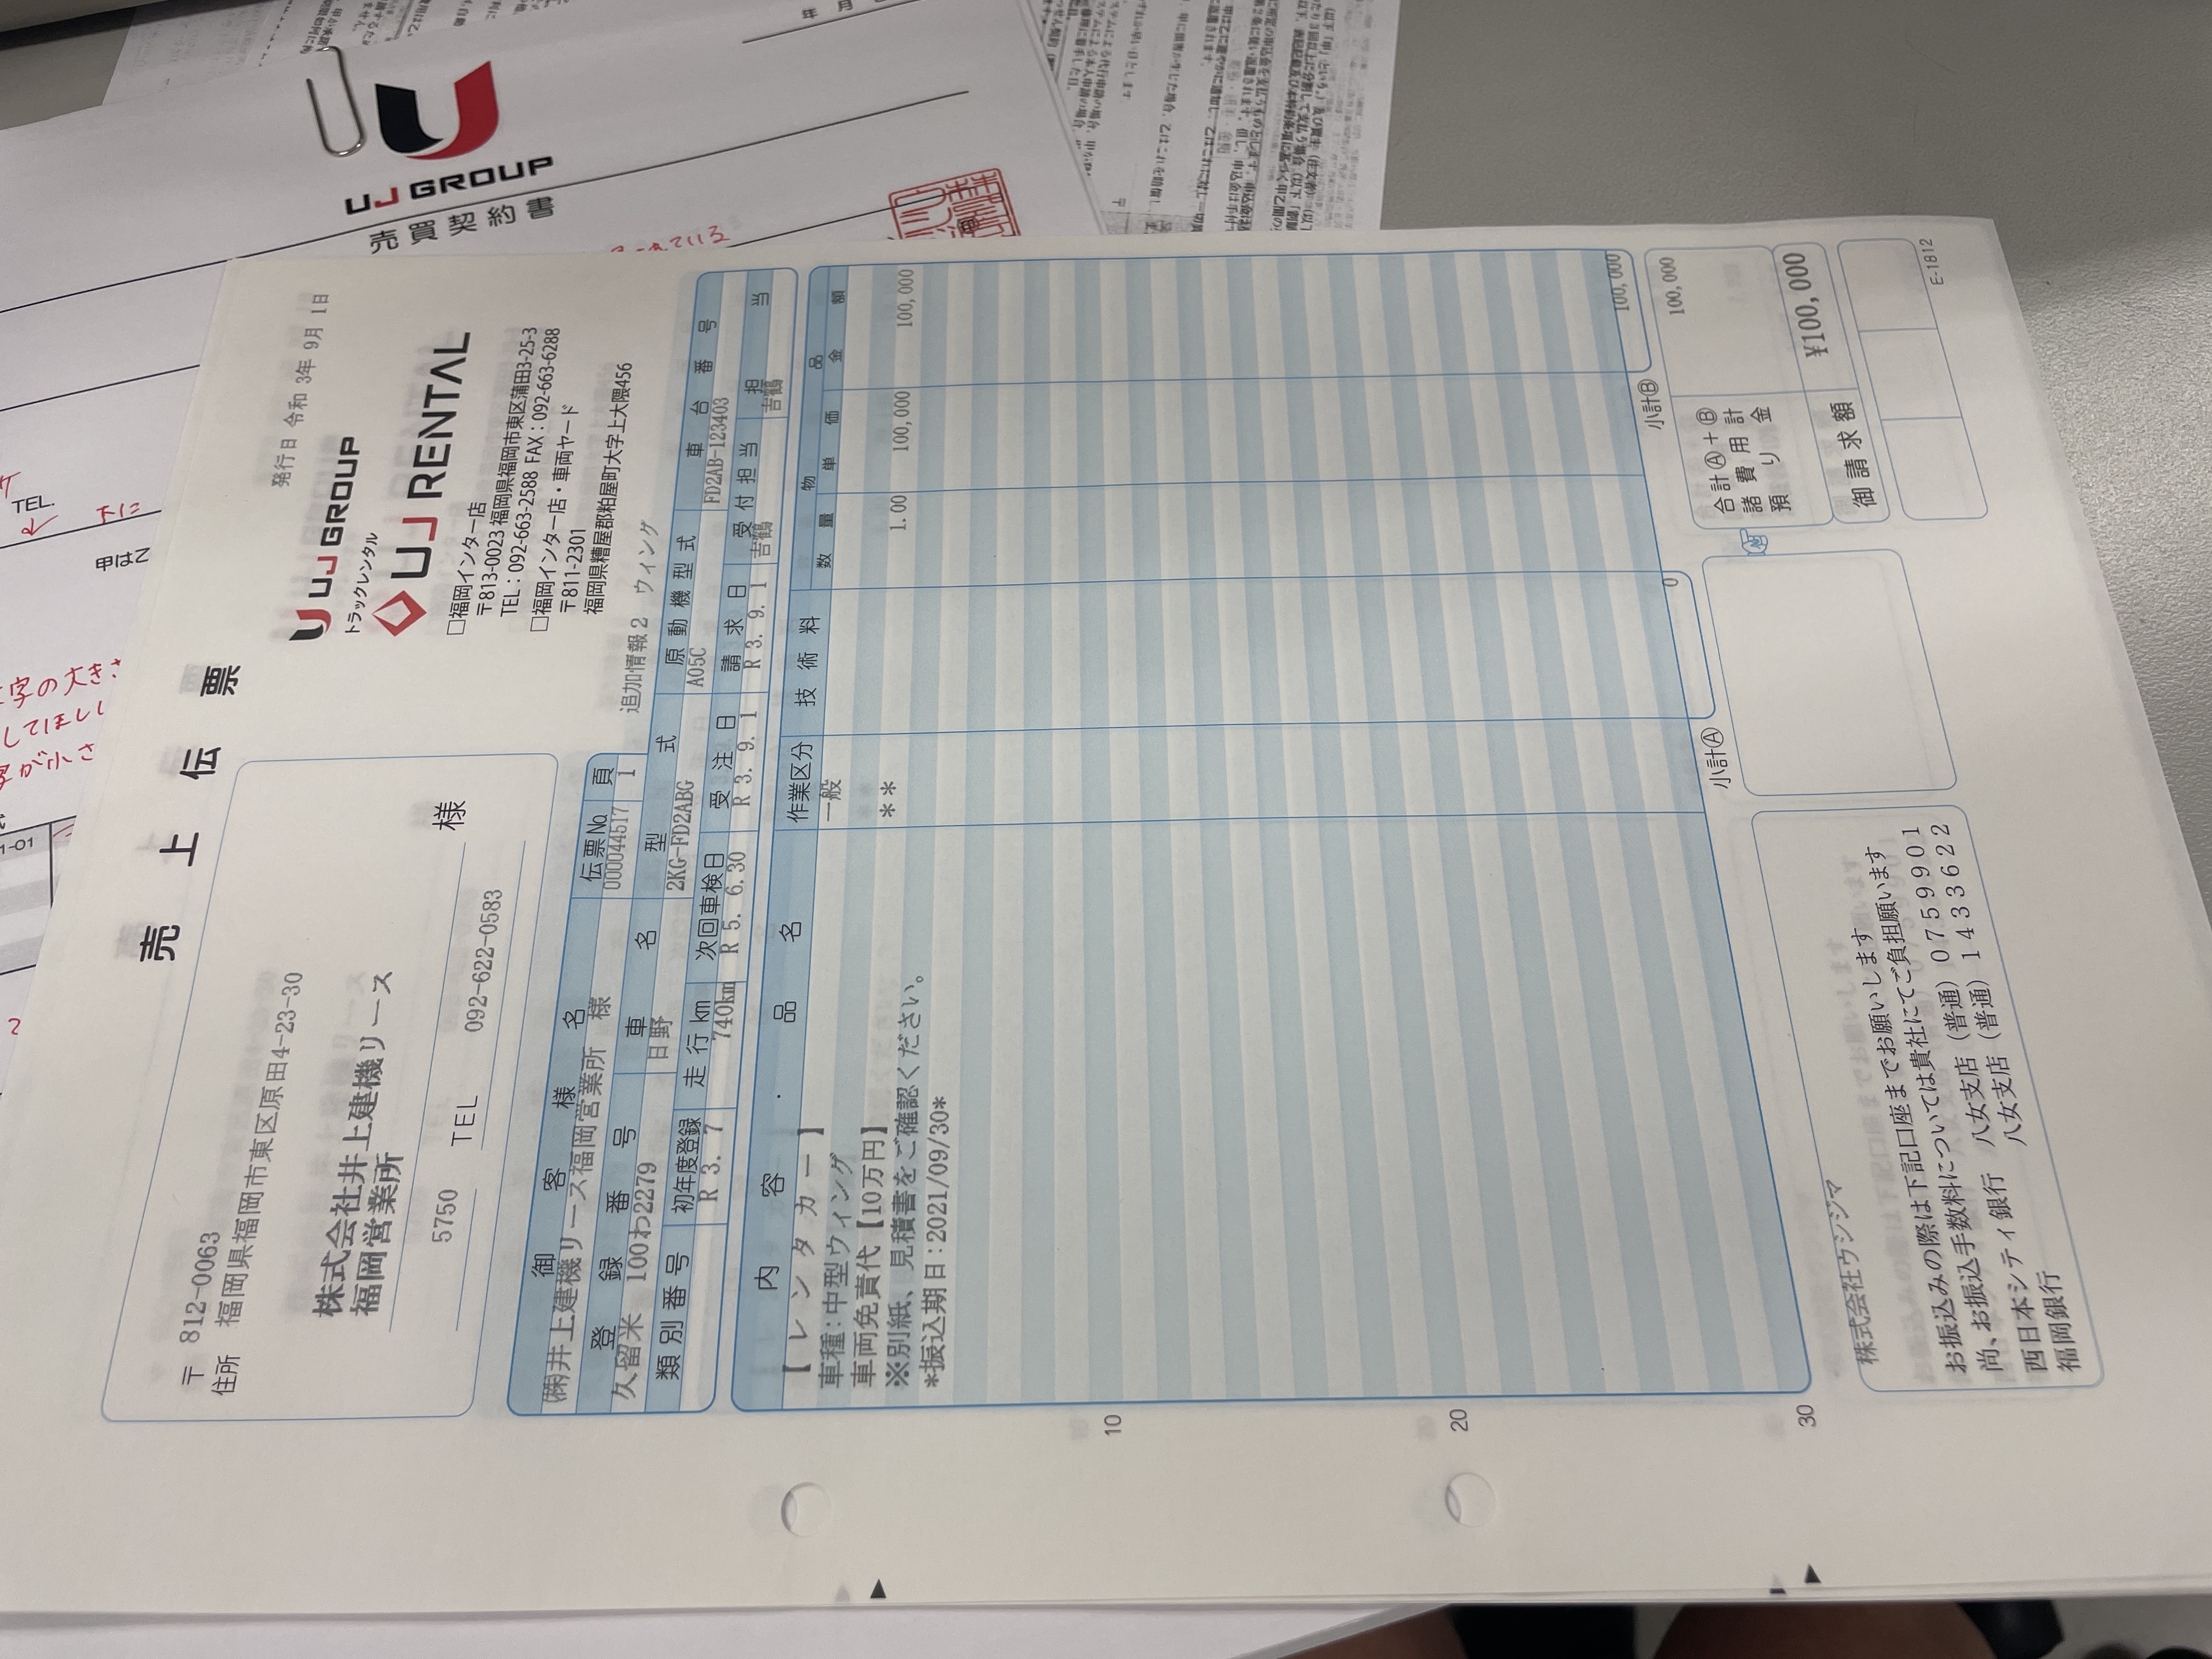 売上伝票
発行日 令和 3年 9月 1日
〒 812-0063
住所 福岡県福岡市東区原田4-23-30
株式会社井上建機リース
福岡営業所
様
5750 TEL 092-622-0583
UJ GROUP
トラックレンタル
UJ RENTAL
□福岡インター店
〒813-0023 福岡県福岡市東区蒲田3-25-3
TEL：092-663-2588 FAX：092-663-6288
□福岡インター店・車両ヤード
〒811-2301
福岡県糟屋郡粕屋町大字上大隈456
追加情報2 ウィング
御客様名 伝票№ 頁
㈱井上建機リース福岡営業所 様 000044517 1
登録番号 車名 型式 原動機型式 車台番号
久留米 100わ2279 日野 2KG-FD2ABG A05C FD2AB-123403
類別番号 初年度登録 走行km 次回車検日 受注日 請求日 受付担当 担当
R 3. 7 740km R 5. 6.30 R 3. 9. 1 R 3. 9. 1 吉鶴 吉鶴
内容・品名 作業区分 技術料 物品
数量 単価 金額
【レンタカー】 一般
車種：中型ウィング
車両免責代【10万円】 ** 1.00 100,000 100,000
※別紙、見積書をご確認ください。
*振込期日：2021/09/30*
10
20
30
小計Ⓐ 0 小計Ⓑ 100,000
合計Ⓐ＋Ⓑ 100,000
諸費用計
預り金
御請求額 ¥100,000
株式会社ウシジマ
お振込みの際は下記口座までお願いします
尚、お振込手数料については貴社にてご負担願います
西日本シティ銀行 八女支店（普通）0759901
福岡銀行 八女支店（普通）1433622
E-1812
UJ GROUP
売買契約書
TEL.
甲は乙